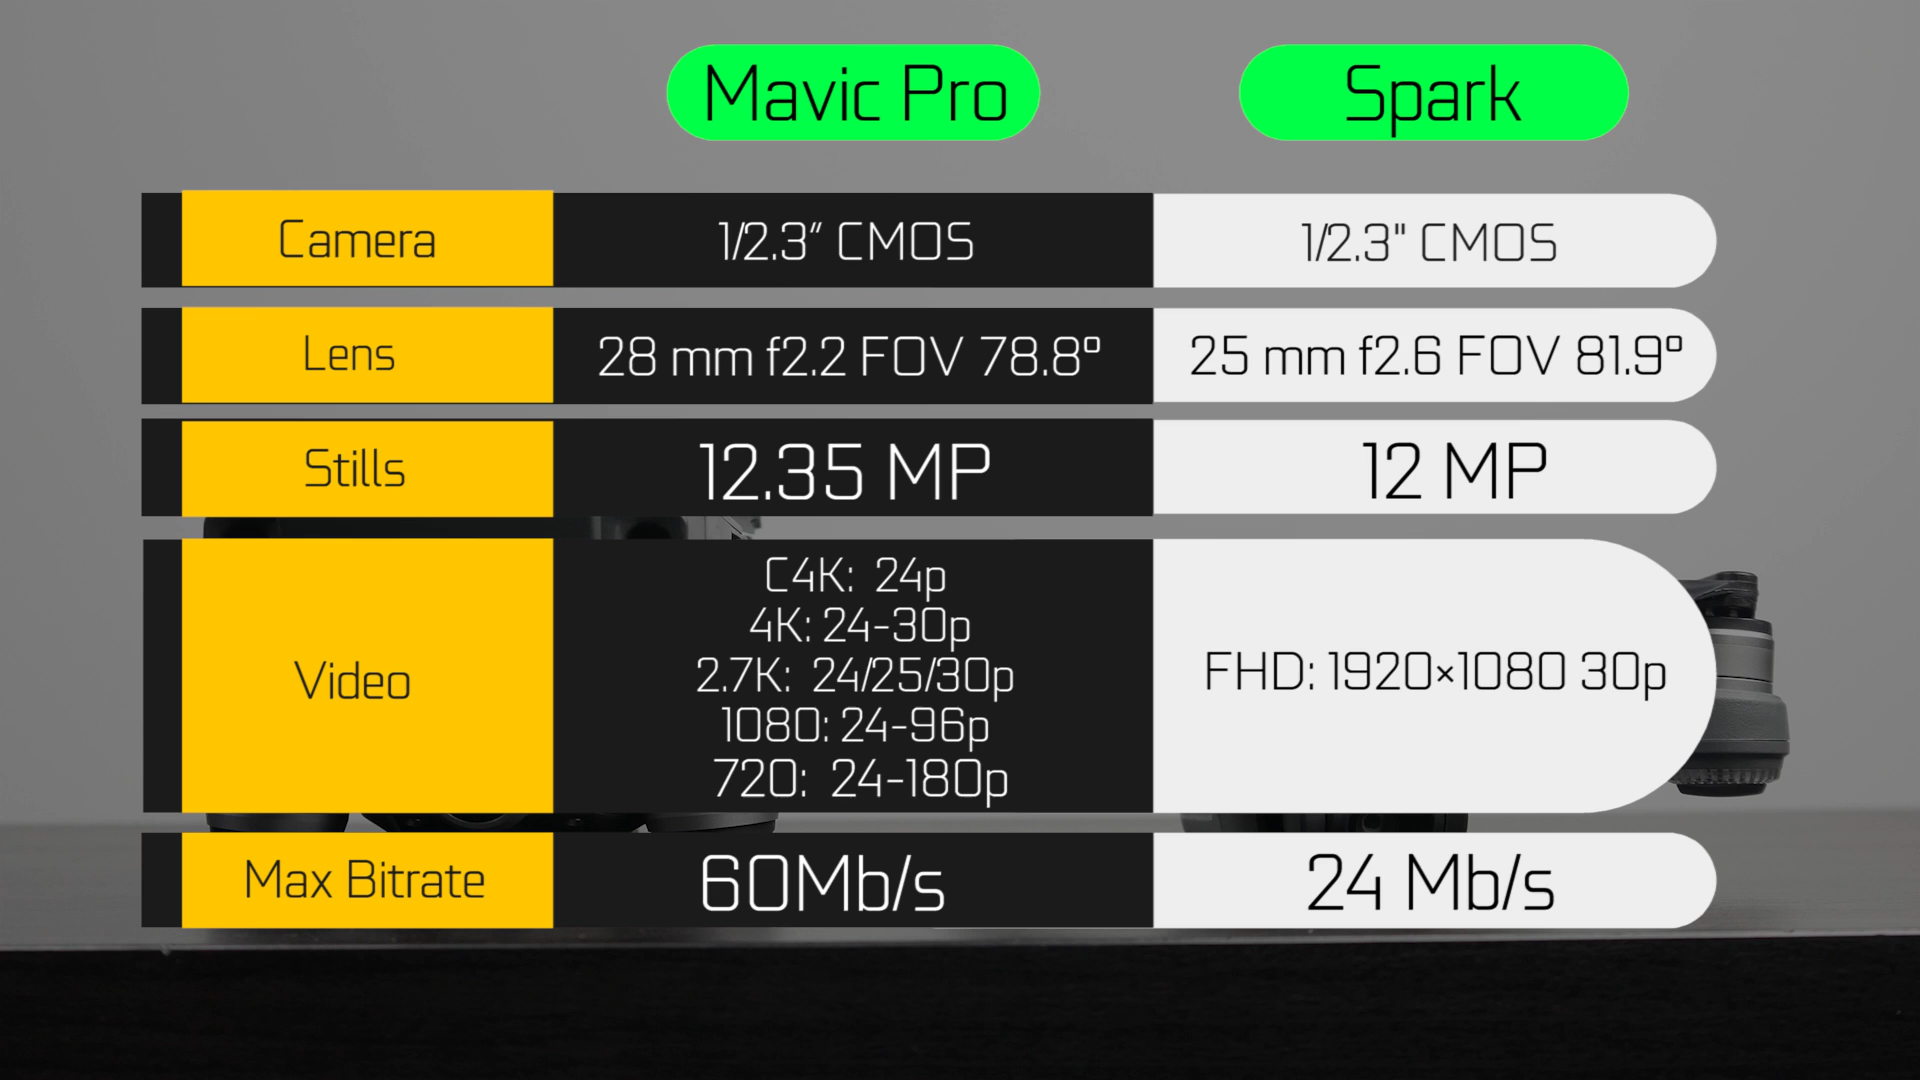 Mavic Pro Spark
Camera 1/2.3” CMOS 1/2.3" CMOS
Lens 28 mm f2.2 FOV 78.8° 25 mm f2.6 FOV 81.9°
Stills 12.35 MP 12 MP
Video
C4K: 24p
4K: 24-30p
2.7K: 24/25/30p
1080: 24-96p
720: 24-180p
FHD: 1920×1080 30p
Max Bitrate 60Mb/s 24 Mb/s